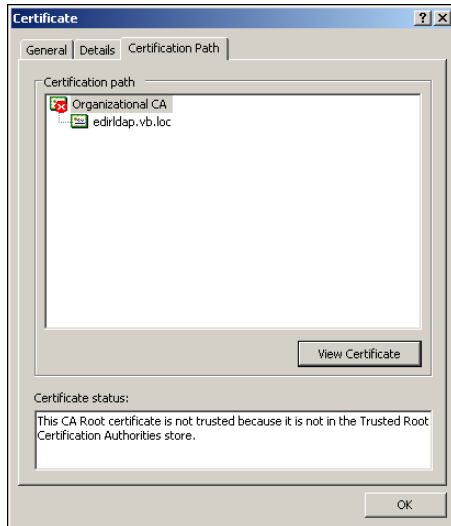 Certificate
General Details Certification Path
Certification path
Organizational CA
edirldap.vb.loc
View Certificate
Certificate status:
This CA Root certificate is not trusted because it is not in the Trusted Root
Certification Authorities store.
OK